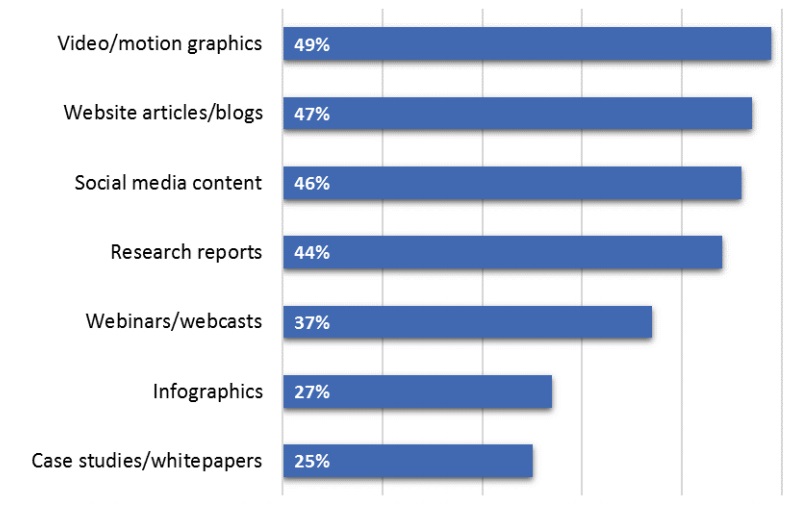 Video/motion graphics 49%
Website articles/blogs 47%
Social media content 46%
Research reports 44%
Webinars/webcasts 37%
Infographics 27%
Case studies/whitepapers 25%